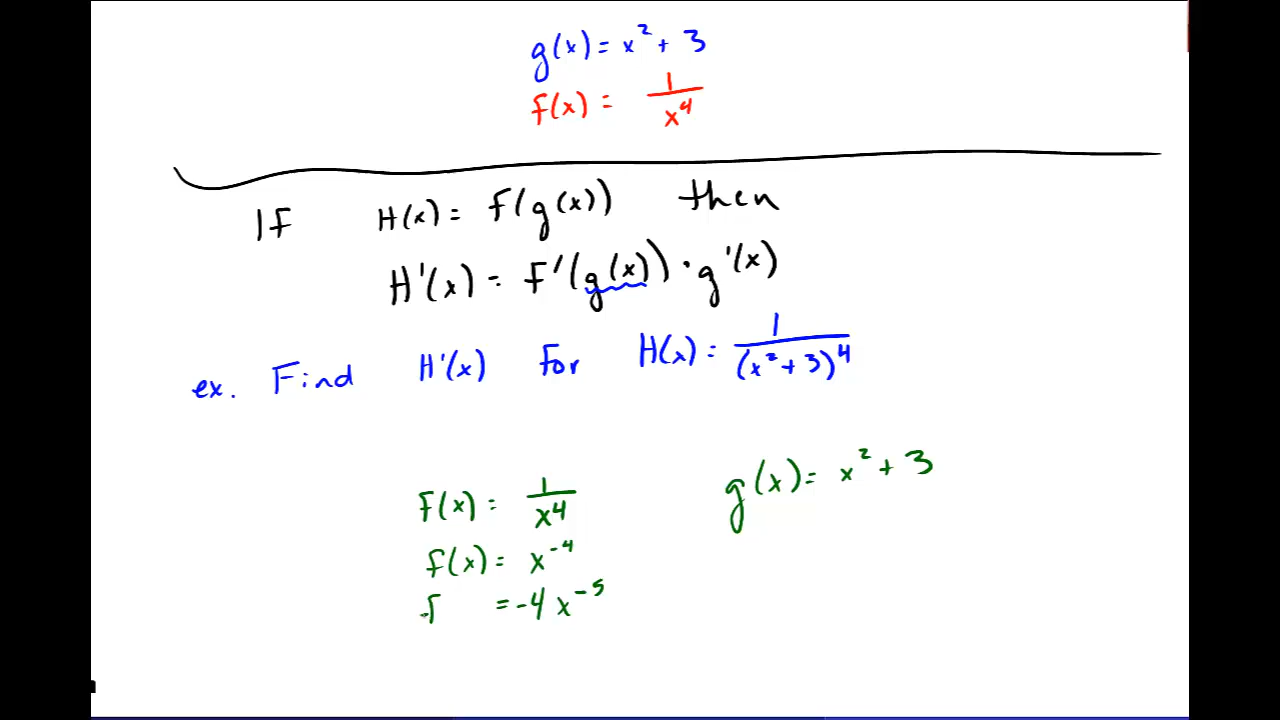 g(x) = x² + 3
f(x) = 1/x⁴
If H(x) = f(g(x)) then
H'(x) = f'(g(x)) · g'(x)
ex. Find H'(x) for H(x) = 1/(x² + 3)⁴
f(x) = 1/x⁴ g(x) = x² + 3
f(x) = x⁻⁴
f = -4x⁻⁵